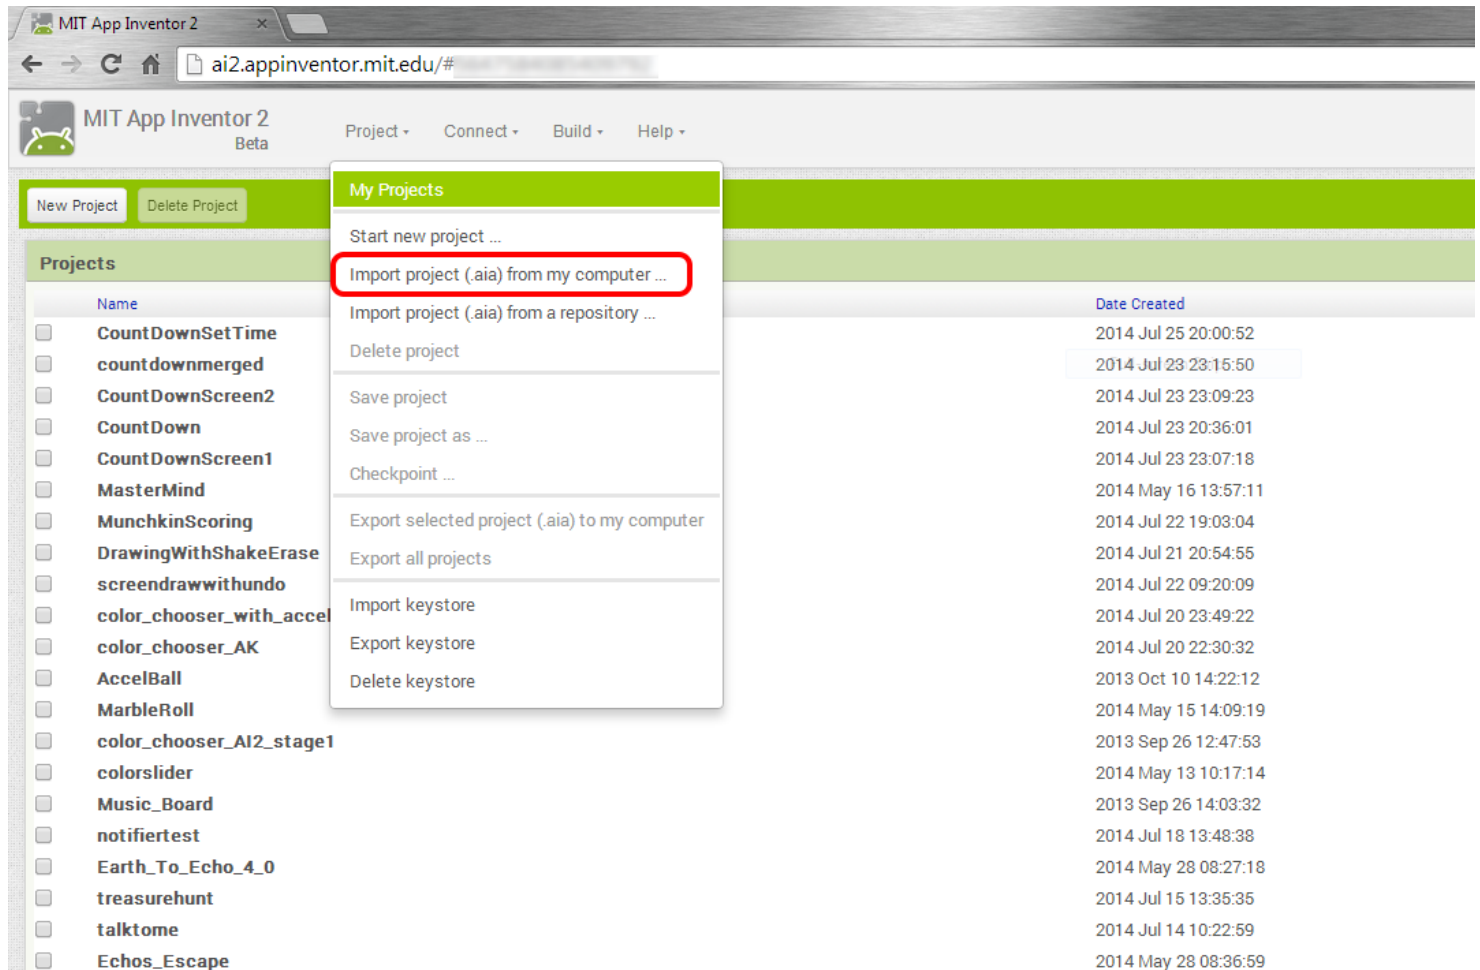 MIT App Inventor 2
ai2.appinventor.mit.edu/#
MIT App Inventor 2
Beta
Project
Connect
Build
Help
New Project
Delete Project
My Projects
Start new project ...
Import project (.aia) from my computer ...
Import project (.aia) from a repository ...
Delete project
Save project
Save project as ...
Checkpoint ...
Export selected project (.aia) to my computer
Export all projects
Import keystore
Export keystore
Delete keystore
Projects
Name Date Created
CountDownSetTime 2014 Jul 25 20:00:52
countdownmerged 2014 Jul 23 23:15:50
CountDownScreen2 2014 Jul 23 23:09:23
CountDown 2014 Jul 23 20:36:01
CountDownScreen1 2014 Jul 23 23:07:18
MasterMind 2014 May 16 13:57:11
MunchkinScoring 2014 Jul 22 19:03:04
DrawingWithShakeErase 2014 Jul 21 20:54:55
screendrawwithundo 2014 Jul 22 09:20:09
color_chooser_with_accel 2014 Jul 20 23:49:22
color_chooser_AK 2014 Jul 20 22:30:32
AccelBall 2013 Oct 10 14:22:12
MarbleRoll 2014 May 15 14:09:19
color_chooser_AI2_stage1 2013 Sep 26 12:47:53
colorslider 2014 May 13 10:17:14
Music_Board 2013 Sep 26 14:03:32
notifiertest 2014 Jul 18 13:48:38
Earth_To_Echo_4_0 2014 May 28 08:27:18
treasurehunt 2014 Jul 15 13:35:35
talktome 2014 Jul 14 10:22:59
Echos_Escape 2014 May 28 08:36:59